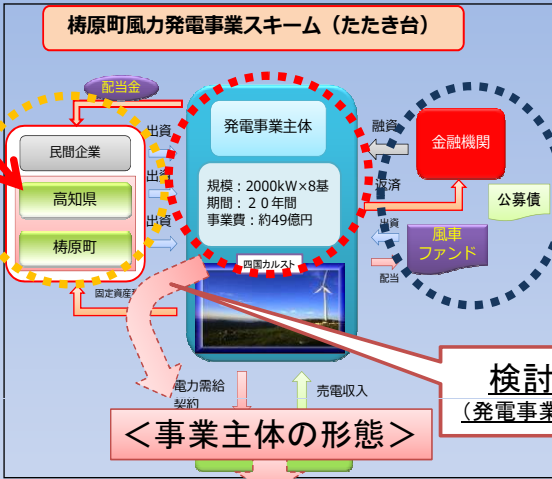 梼原町風力発電事業スキーム（たたき台）
配当金
出資
出資
出資
民間企業
高知県
梼原町
発電事業主体
規模：2000kW×8基
期間：２０年間
事業費：約49億円
四国カルスト
融資
返済
金融機関
公募債
出資
風車
ファンド
配当
固定資産
電力需給
契約
売電収入
検討
（発電事業
＜事業主体の形態＞